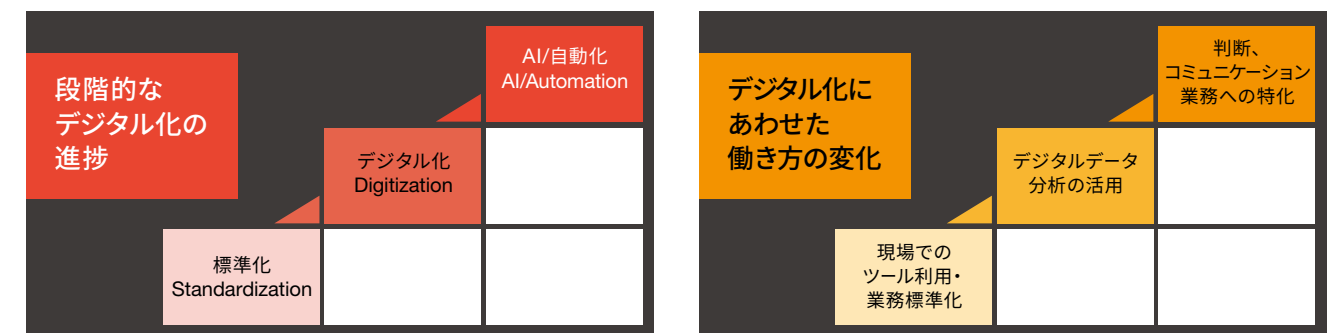 段階的な
デジタル化の
進捗
AI/自動化
AI/Automation
デジタル化
Digitization
標準化
Standardization
デジタル化に
あわせた
働き方の変化
判断、
コミュニケーション
業務への特化
デジタルデータ
分析の活用
現場での
ツール利用・
業務標準化